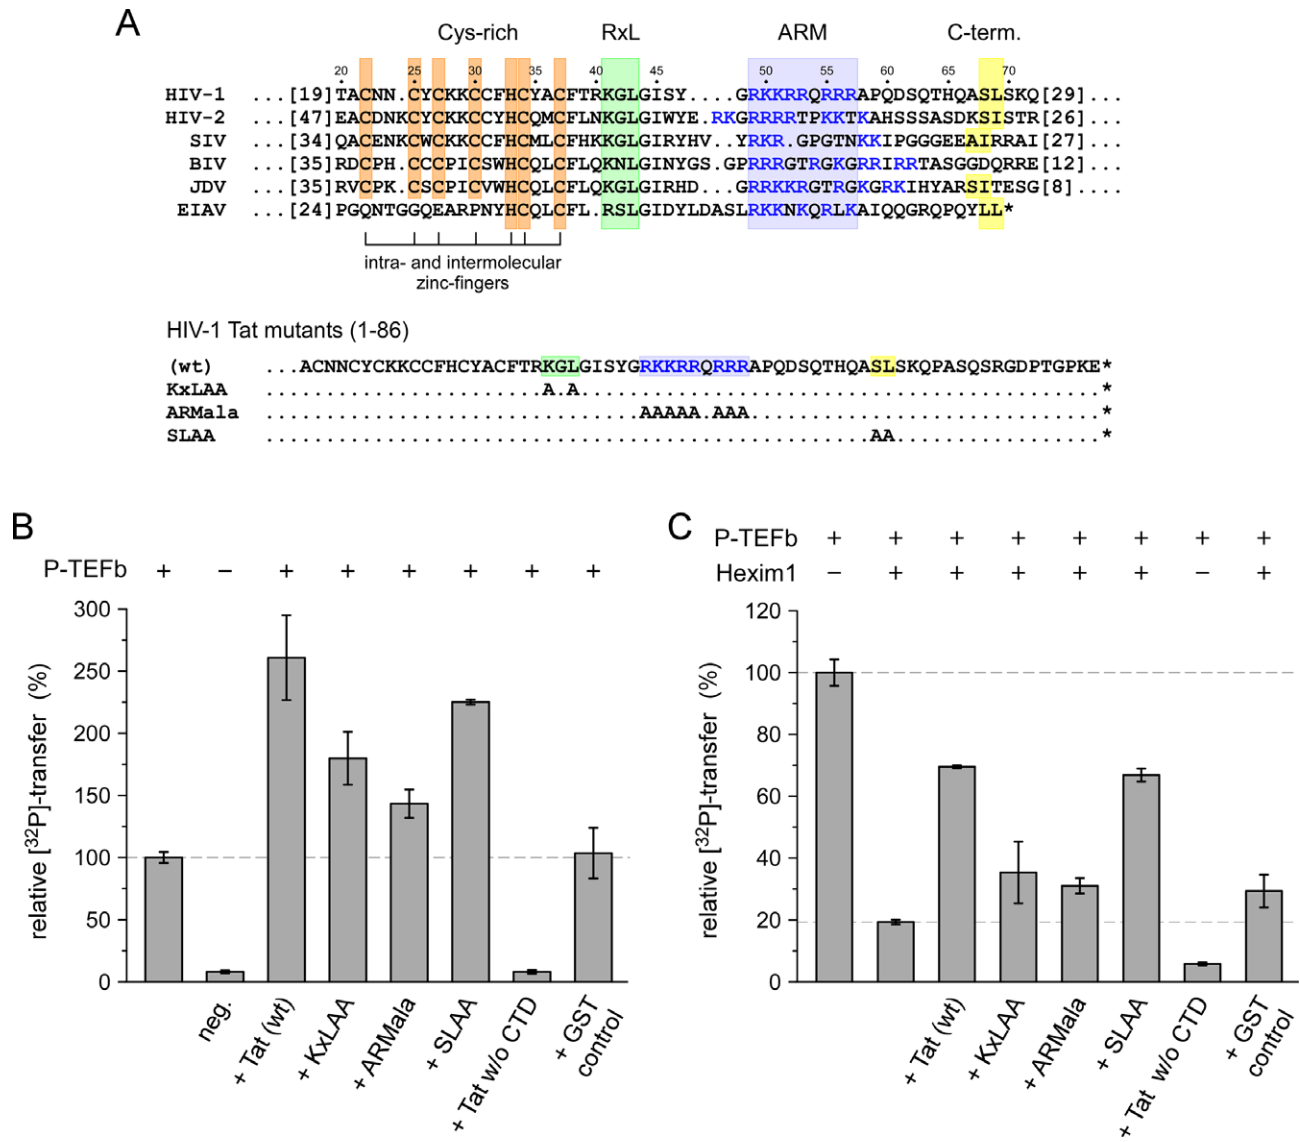 A
Cys-rich RxL ARM C-term.
20 25 30 35 40 45 50 55 60 65 70
HIV-1 ...[19]TACNN.CYCKKCCFHCYACFTRKGLGISY....GRKKRRQRRRAPQDSQTHQASLSKQ[29]....
HIV-2 ...[47]EACDNKCYCKKCCYHCQMCFLNKGLGIWYE.RKGRRRRTPKKTKAHSSSASDKSISTR[26]....
SIV ...[34]QACENKCWCKKCCFHCMLCFHKKGLGIRYHV..YRKR.GPGTNKKIPGGGEEAIRRAI[27]....
BIV ...[35]RDCPH.CCCPICSWHCQLCFLQKNLGINYGS.GPRRRGTRGKGRRIRRTASGGDQRRE[12]....
JDV ...[35]RVCPK.CSCPICVWHCQLCFLQKGLGIRHD...GRRKKRGTRGKGRKIHYARSITESG[8]....
EIAV ...[24]PGQNTGGQEARPNYHCQLCFL.RSLGIDYLDASLRKKNKQRLKAIQQGRQPQYLL*
intra- and intermolecular
zinc-fingers
HIV-1 Tat mutants (1-86)
(wt) ...ACNNCYCKKCCFHCYACFTRKGLGISYGRKKRRQRRRAPQDSQTHQASLSKQPASQSRGDPTGPKE*
KxLAA .......................A.A............................................*
ARMala ...............................AAAAA.AAA.............................*
SLAA ..................................................AA..................*
B
P-TEFb + − + + + + + +
relative [32P]-transfer (%)
300
250
200
150
100
50
0
neg.
+ Tat (wt)
+ KxLAA
+ ARMala
+ SLAA
+ Tat w/o CTD
+ GST
control
C
P-TEFb + + + + + + + +
Hexim1 − + + + + + − +
relative [32P]-transfer (%)
120
100
80
60
40
20
0
+ Tat (wt)
+ KxLAA
+ ARMala
+ SLAA
+ Tat w/o CTD
+ GST
control